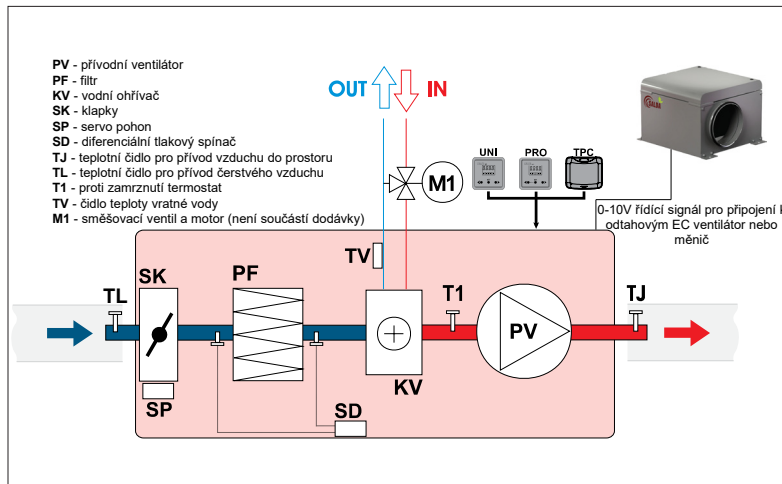 PV - přívodní ventilátor
PF - filtr
KV - vodní ohřívač
SK - klapky
SP - servo pohon
SD - diferenciální tlakový spínač
TJ - teplotní čidlo pro přívod vzduchu do prostoru
TL - teplotní čidlo pro přívod čerstvého vzduchu
T1 - proti zamrznutí termostat
TV - čidlo teploty vratné vody
M1 - směšovací ventil a motor (není součástí dodávky)
OUT
IN
UNI
PRO
TPC
M1
SALDA
0-10V řídící signál pro připojení k
odtahovým EC ventilátor nebo
měnič
TV
SK
PF
TL
T1
TJ
PV
KV
SP
SD